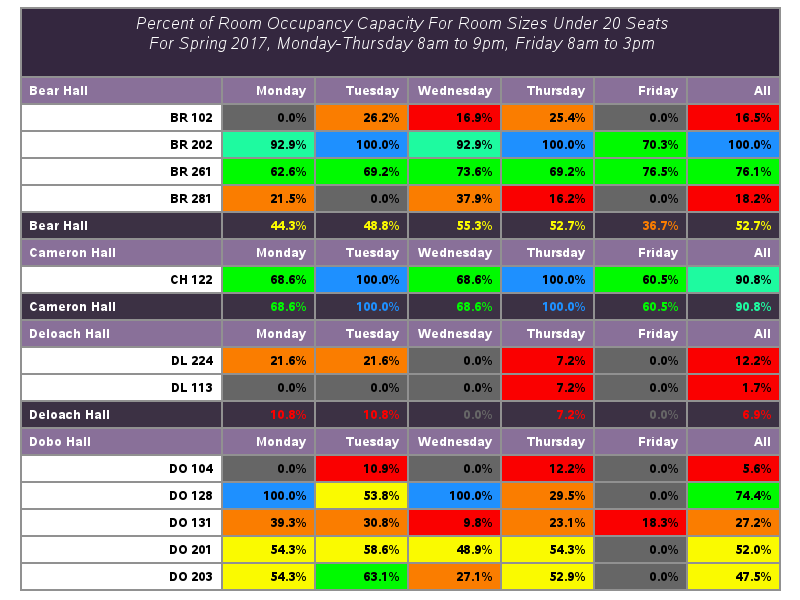 Percent of Room Occupancy Capacity For Room Sizes Under 20 Seats
For Spring 2017, Monday-Thursday 8am to 9pm, Friday 8am to 3pm
Bear Hall Monday Tuesday Wednesday Thursday Friday All
BR 102 0.0% 26.2% 16.9% 25.4% 0.0% 16.5%
BR 202 92.9% 100.0% 92.9% 100.0% 70.3% 100.0%
BR 261 62.6% 69.2% 73.6% 69.2% 76.5% 76.1%
BR 281 21.5% 0.0% 37.9% 16.2% 0.0% 18.2%
Bear Hall 44.3% 48.8% 55.3% 52.7% 36.7% 52.7%
Cameron Hall Monday Tuesday Wednesday Thursday Friday All
CH 122 68.6% 100.0% 68.6% 100.0% 60.5% 90.8%
Cameron Hall 68.6% 100.0% 68.6% 100.0% 60.5% 90.8%
Deloach Hall Monday Tuesday Wednesday Thursday Friday All
DL 224 21.6% 21.6% 0.0% 7.2% 0.0% 12.2%
DL 113 0.0% 0.0% 0.0% 7.2% 0.0% 1.7%
Deloach Hall 10.8% 10.8% 0.0% 7.2% 0.0% 6.9%
Dobo Hall Monday Tuesday Wednesday Thursday Friday All
DO 104 0.0% 10.9% 0.0% 12.2% 0.0% 5.6%
DO 128 100.0% 53.8% 100.0% 29.5% 0.0% 74.4%
DO 131 39.3% 30.8% 9.8% 23.1% 18.3% 27.2%
DO 201 54.3% 58.6% 48.9% 54.3% 0.0% 52.0%
DO 203 54.3% 63.1% 27.1% 52.9% 0.0% 47.5%